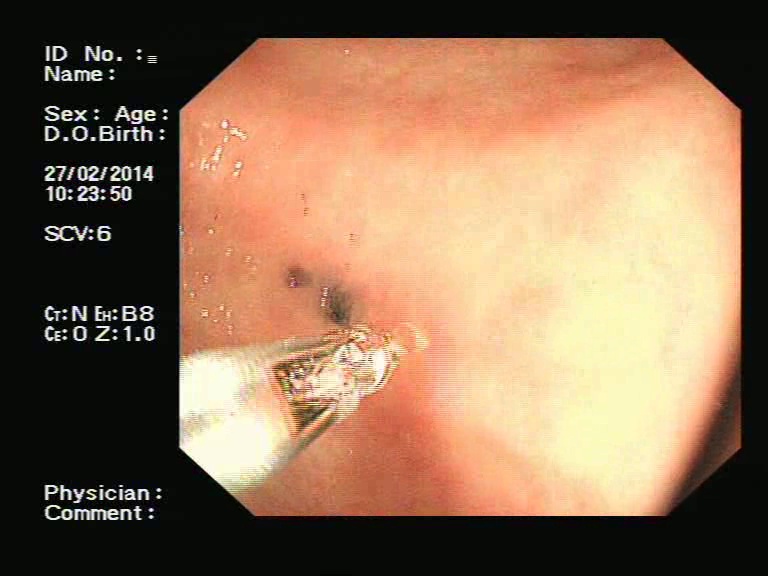 ID No. :
Name:
Sex: Age:
D.O.Birth:
27/02/2014
10:23:50
SCV:6
CT:N EH:B8
CE:0 Z:1.0
Physician:
Comment: